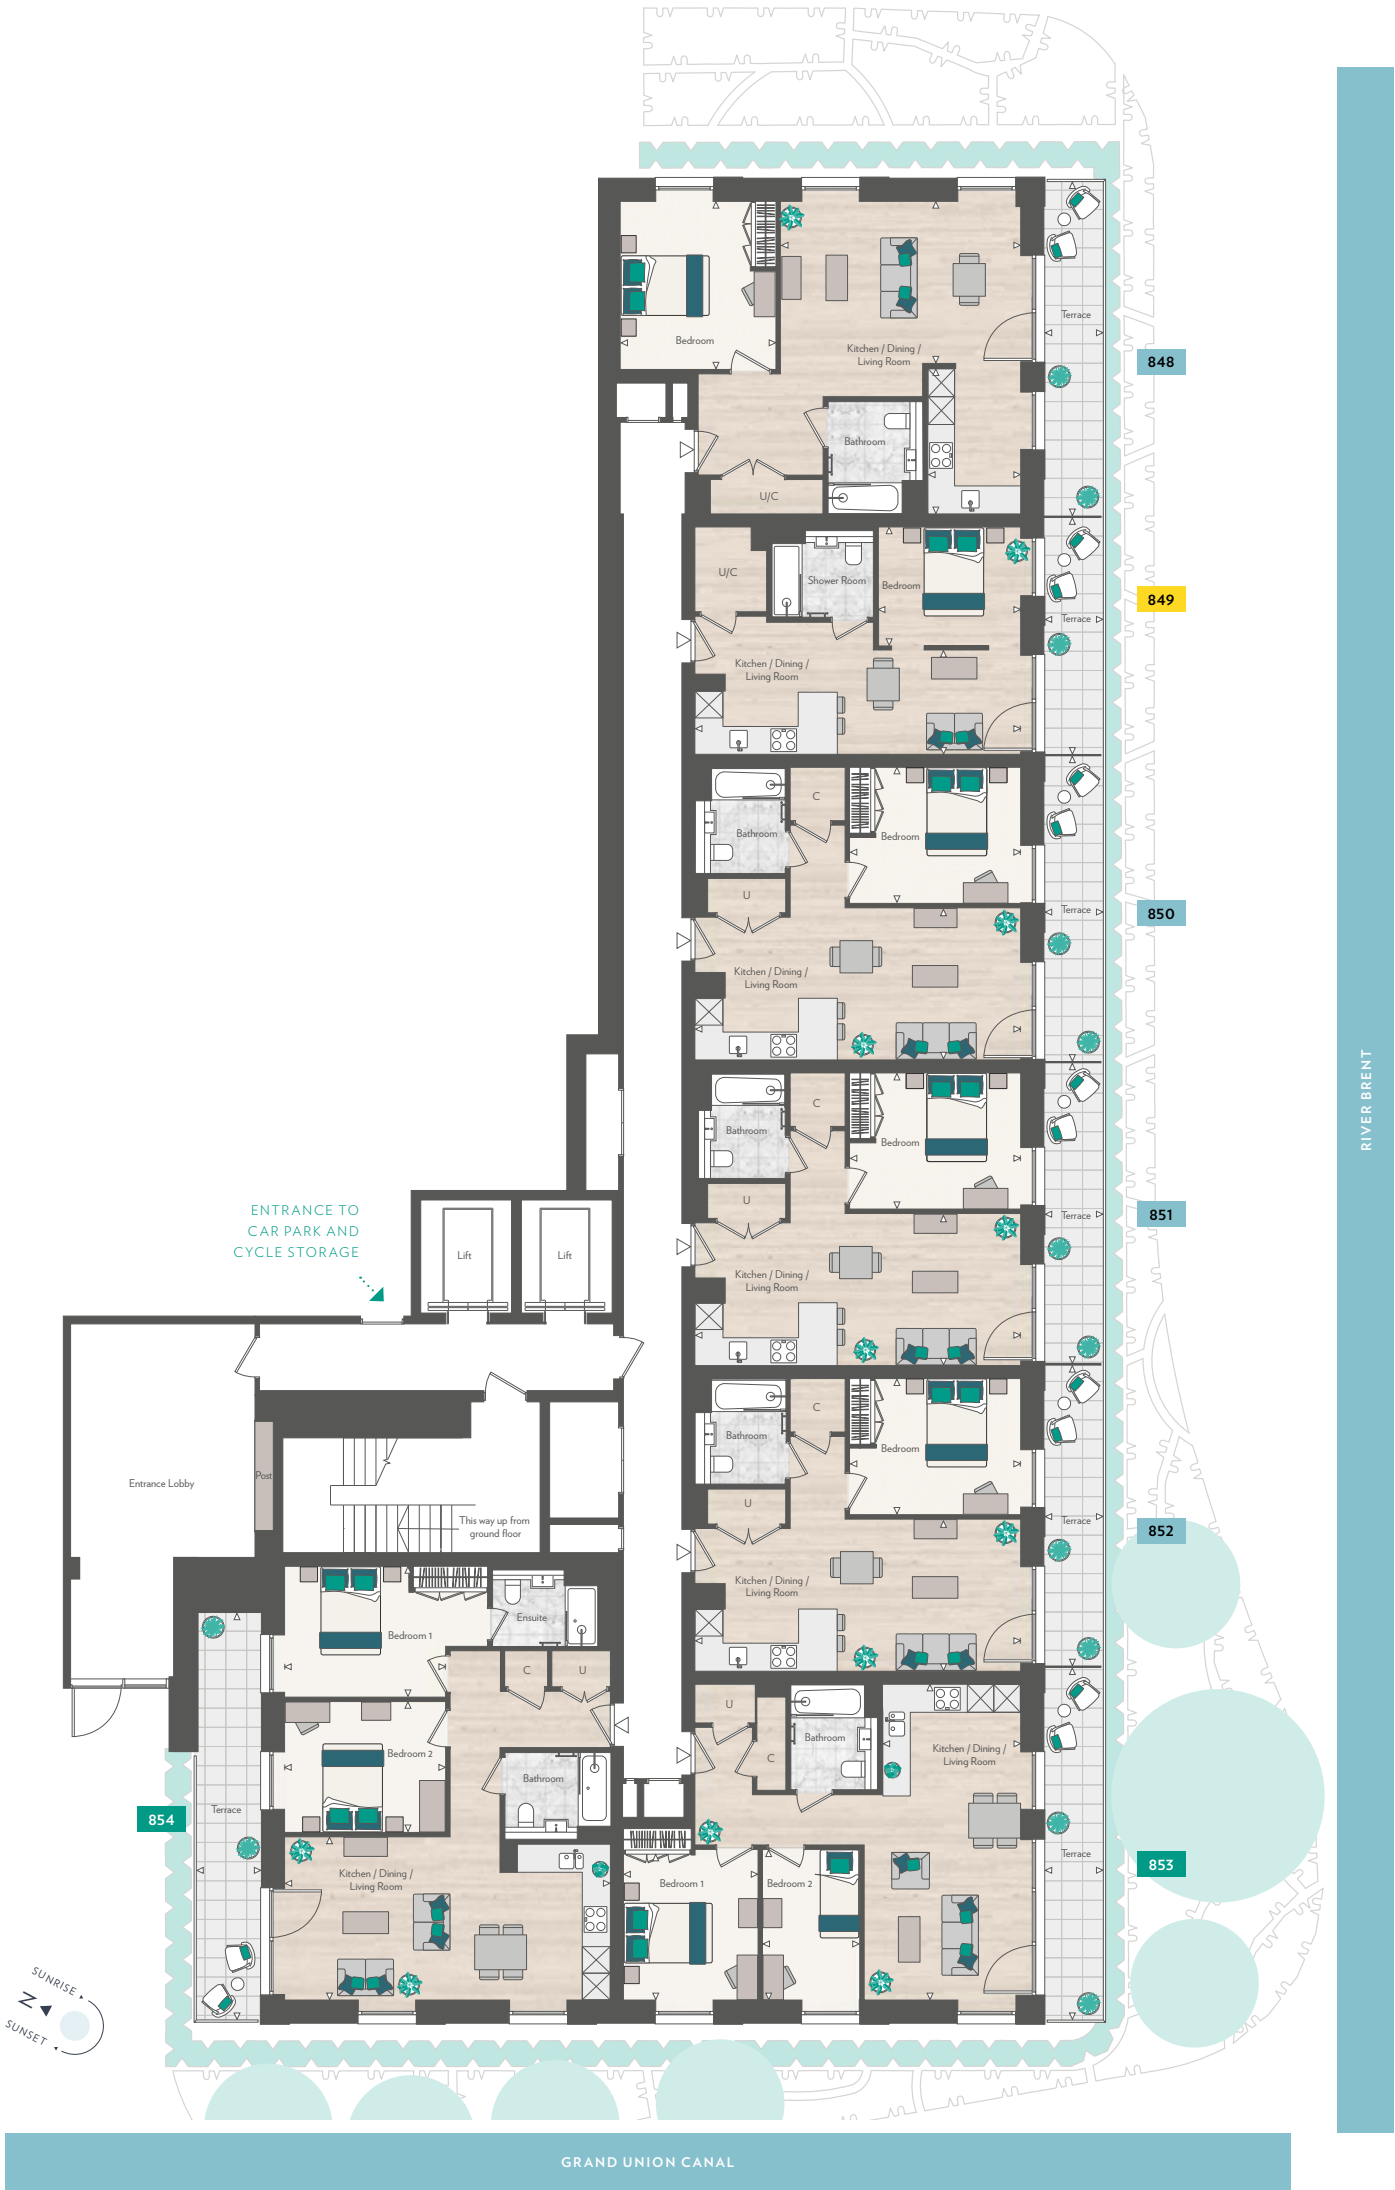 Bedroom
Kitchen / Dining /
Living Room
Terrace
848
Bathroom
U/C
U/C
Shower Room
Bedroom
849
Terrace
Kitchen / Dining /
Living Room
C
Bathroom
Bedroom
U
Terrace
850
Kitchen / Dining /
Living Room
C
Bathroom
Bedroom
U
Terrace
851
Kitchen / Dining /
Living Room
RIVER BRENT
ENTRANCE TO
CAR PARK AND
CYCLE STORAGE
Lift
Lift
C
Bathroom
Bedroom
U
Terrace
852
Kitchen / Dining /
Living Room
Entrance Lobby
Post
This way up from
ground floor
Ensuite
Bedroom 1
C
U
Bedroom 2
Bathroom
Terrace
854
Kitchen / Dining /
Living Room
U
C
Bathroom
Kitchen / Dining /
Living Room
Terrace
853
Bedroom 1
Bedroom 2
SUNRISE
N
SUNSET
GRAND UNION CANAL